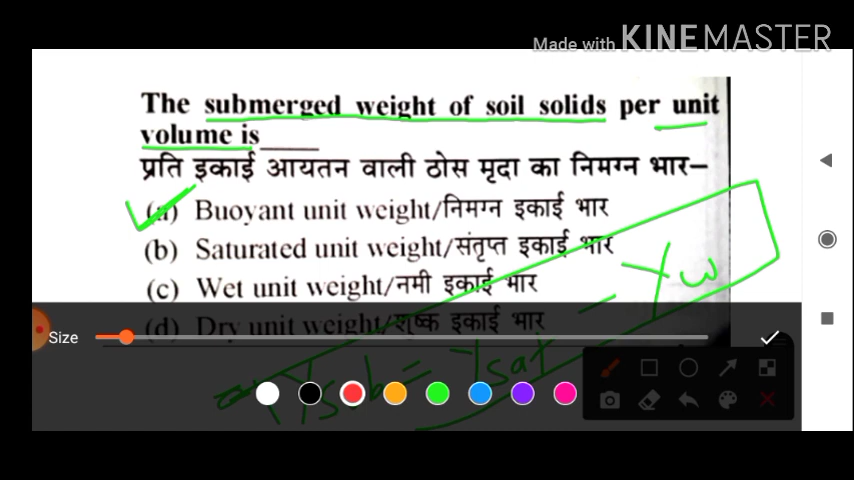 Made with KINEMASTER
The submerged weight of soil solids per unit
volume is____
प्रति इकाई आयतन वाली ठोस मृदा का निमग्न भार–
(a) Buoyant unit weight/निमग्न इकाई भार
(b) Saturated unit weight/संतृप्त इकाई भार
(c) Wet unit weight/नमी इकाई भार
(d) Dry unit weight/शुष्क इकाई भार
Size
γsub = γsat − γω